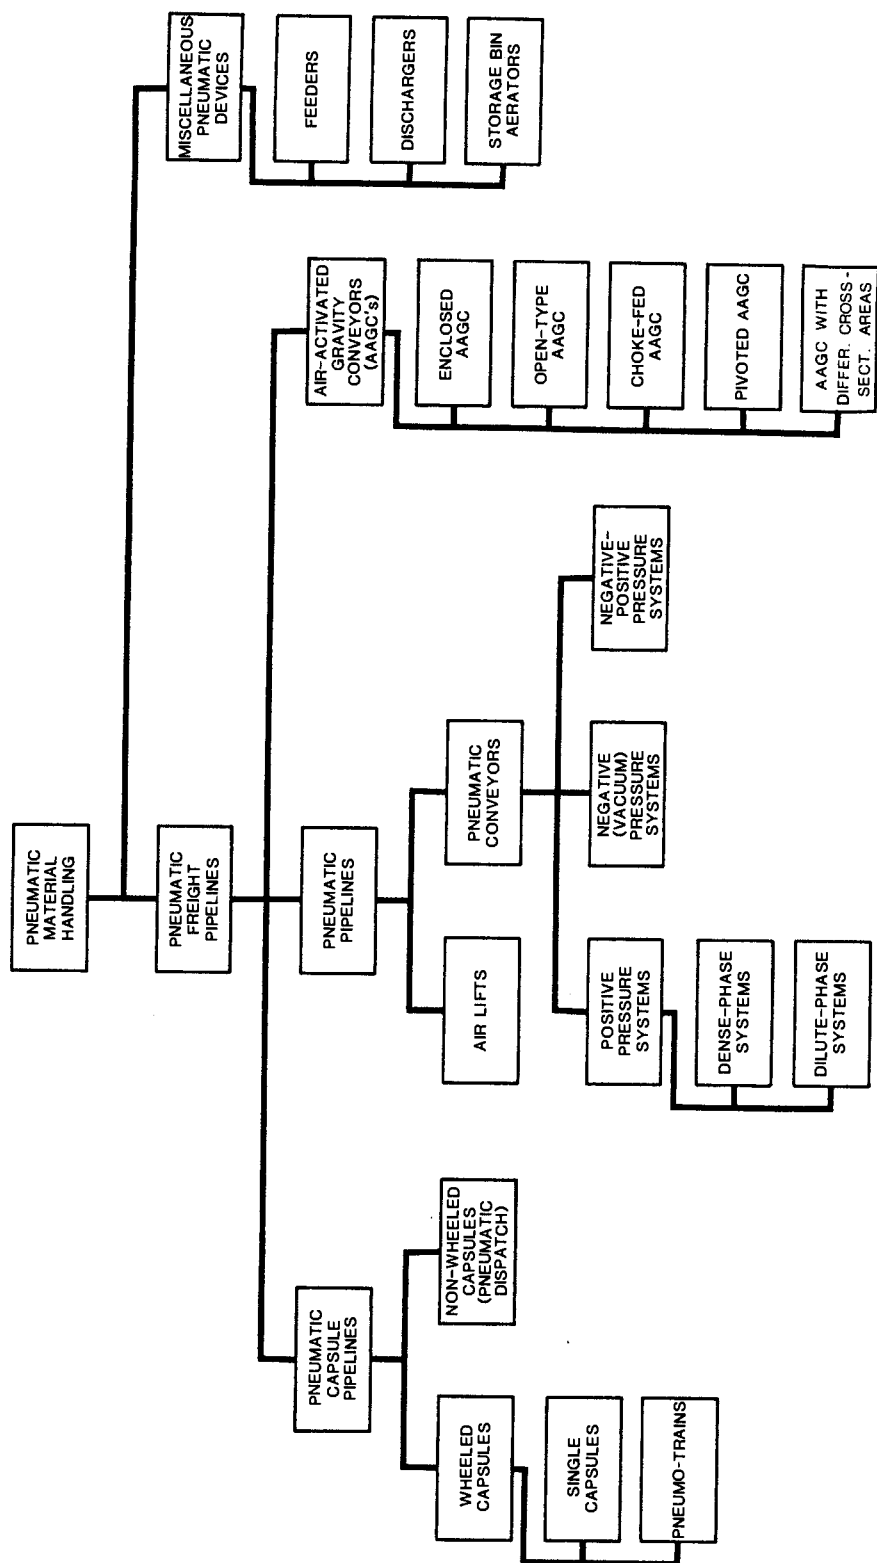 PNEUMATIC
MATERIAL
HANDLING
PNEUMATIC
FREIGHT
PIPELINES
MISCELLANEOUS
PNEUMATIC
DEVICES
FEEDERS
DISCHARGERS
STORAGE BIN
AERATORS
PNEUMATIC
CAPSULE
PIPELINES
PNEUMATIC
PIPELINES
AIR-ACTIVATED
GRAVITY
CONVEYORS
(AAGC's)
WHEELED
CAPSULES
NON-WHEELED
CAPSULES
(PNEUMATIC
DISPATCH)
SINGLE
CAPSULES
PNEUMO-TRAINS
AIR LIFTS
PNEUMATIC
CONVEYORS
POSITIVE
PRESSURE
SYSTEMS
NEGATIVE
(VACUUM)
PRESSURE
SYSTEMS
NEGATIVE-
POSITIVE
PRESSURE
SYSTEMS
DENSE-PHASE
SYSTEMS
DILUTE-PHASE
SYSTEMS
ENCLOSED
AAGC
OPEN-TYPE
AAGC
CHOKE-FED
AAGC
PIVOTED AAGC
AAGC WITH
DIFFER. CROSS-
SECT. AREAS